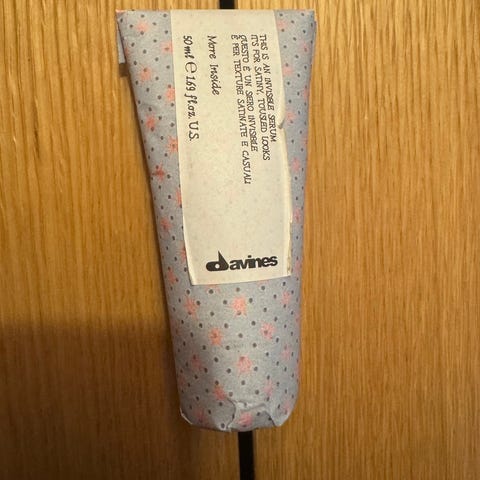 THIS IS AN INVISIBLE SERUM
IT'S FOR SATINY, TOUSLED LOOKS
QUESTO È UN SIERO INVISIBILE
È PER TEXTURE SATINATE E CASUALI
More Inside
50 ml ℮ 1.69 fl.oz. U.S.
davines